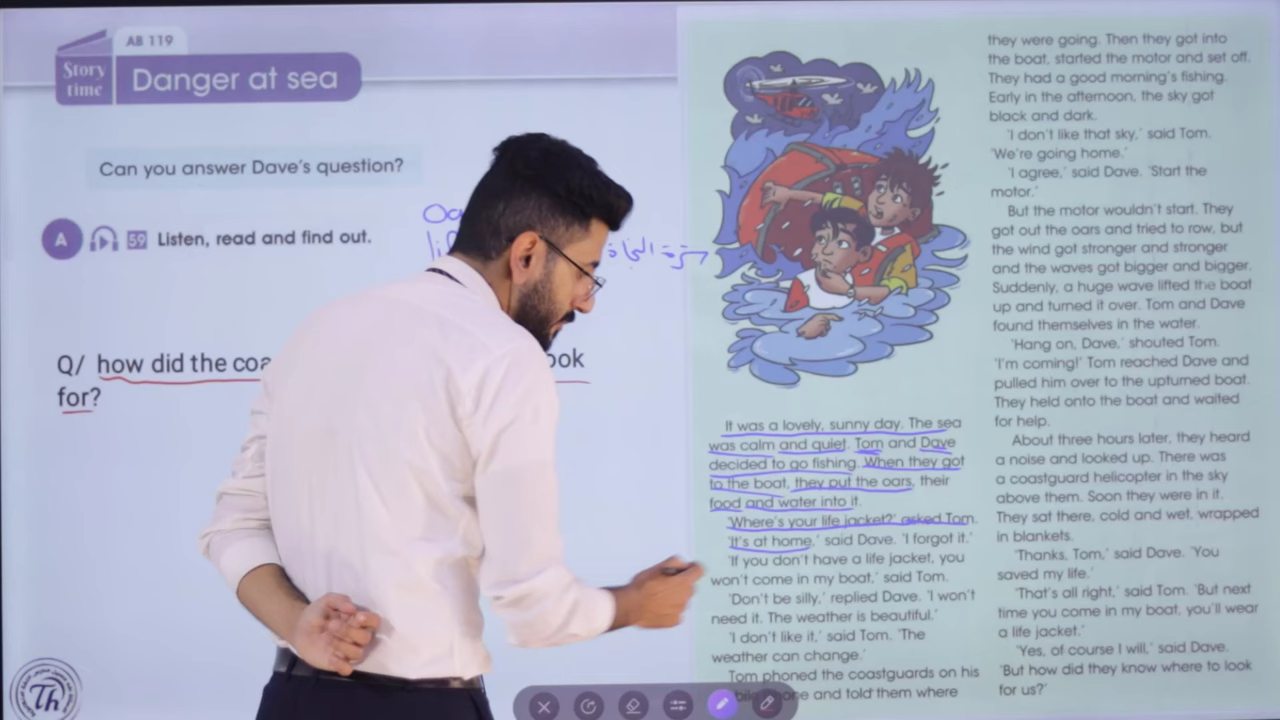 AB 119
Story
time
Danger at sea
Can you answer Dave's question?
A
59
Listen, read and find out.
Q/ how did the
for?
It was a lovely, sunny day. The sea
was calm and quiet. Tom and Dave
decided to go fishing. When they got
to the boat, they put the oars, their
food and water into it.
'Where's your life jacket?' asked Tom.
'It's at home,' said Dave. 'I forgot it.'
'If you don't have a life jacket, you
won't come in my boat,' said Tom.
'Don't be silly,' replied Dave. 'I won't
need it. The weather is beautiful.'
'I don't like it,' said Tom. 'The
weather can change.'
Tom phoned the coastguards on his
and told them where
they were going. Then they got into
the boat, started the motor and set off.
They had a good morning's fishing.
Early in the afternoon, the sky got
black and dark.
'I don't like that sky,' said Tom.
'We're going home.'
'I agree,' said Dave. 'Start the
motor.'
But the motor wouldn't start. They
got out the oars and tried to row, but
the wind got stronger and stronger
and the waves got bigger and bigger.
Suddenly, a huge wave lifted the boat
up and turned it over. Tom and Dave
found themselves in the water.
'Hang on, Dave,' shouted Tom.
'I'm coming!' Tom reached Dave and
pulled him over to the upturned boat.
They held onto the boat and waited
for help.
About three hours later, they heard
a noise and looked up. There was
a coastguard helicopter in the sky
above them. Soon they were in it.
They sat there, cold and wet, wrapped
in blankets.
'Thanks, Tom,' said Dave. 'You
saved my life.'
'That's all right,' said Tom. 'But next
time you come in my boat, you'll wear
a life jacket.'
'Yes, of course I will,' said Dave.
'But how did they know where to look
for us?'
Th